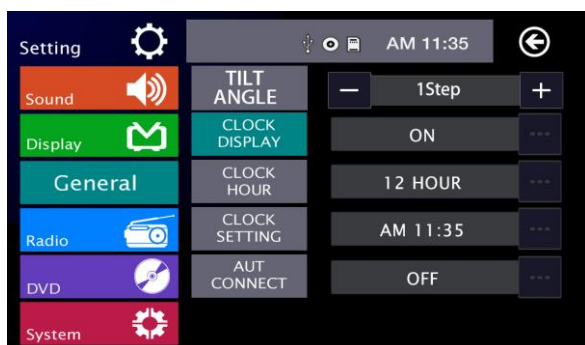 Setting
AM 11:35
Sound
TILT
ANGLE
1Step
Display
CLOCK
DISPLAY
ON
General
CLOCK
HOUR
12 HOUR
Radio
CLOCK
SETTING
AM 11:35
DVD
AUT
CONNECT
OFF
System